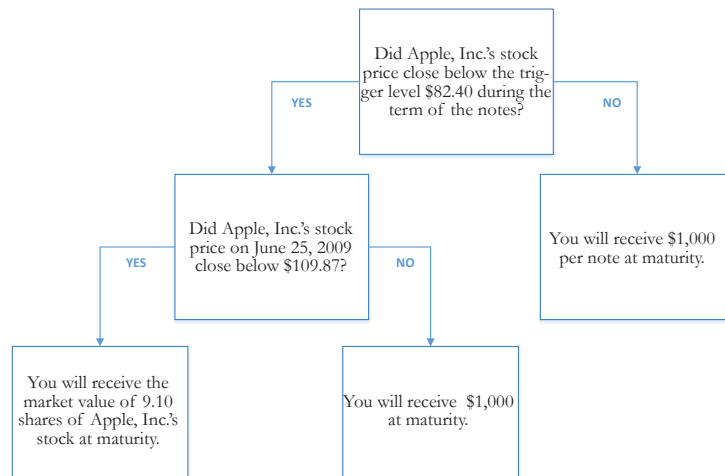 Did Apple, Inc.'s stock
price close below the trig-
ger level $82.40 during the
term of the notes?
YES
NO
Did Apple, Inc.'s stock
price on June 25, 2009
close below $109.87?
You will receive $1,000
per note at maturity.
YES
NO
You will receive the
market value of 9.10
shares of Apple, Inc.'s
stock at maturity.
You will receive $1,000
at maturity.